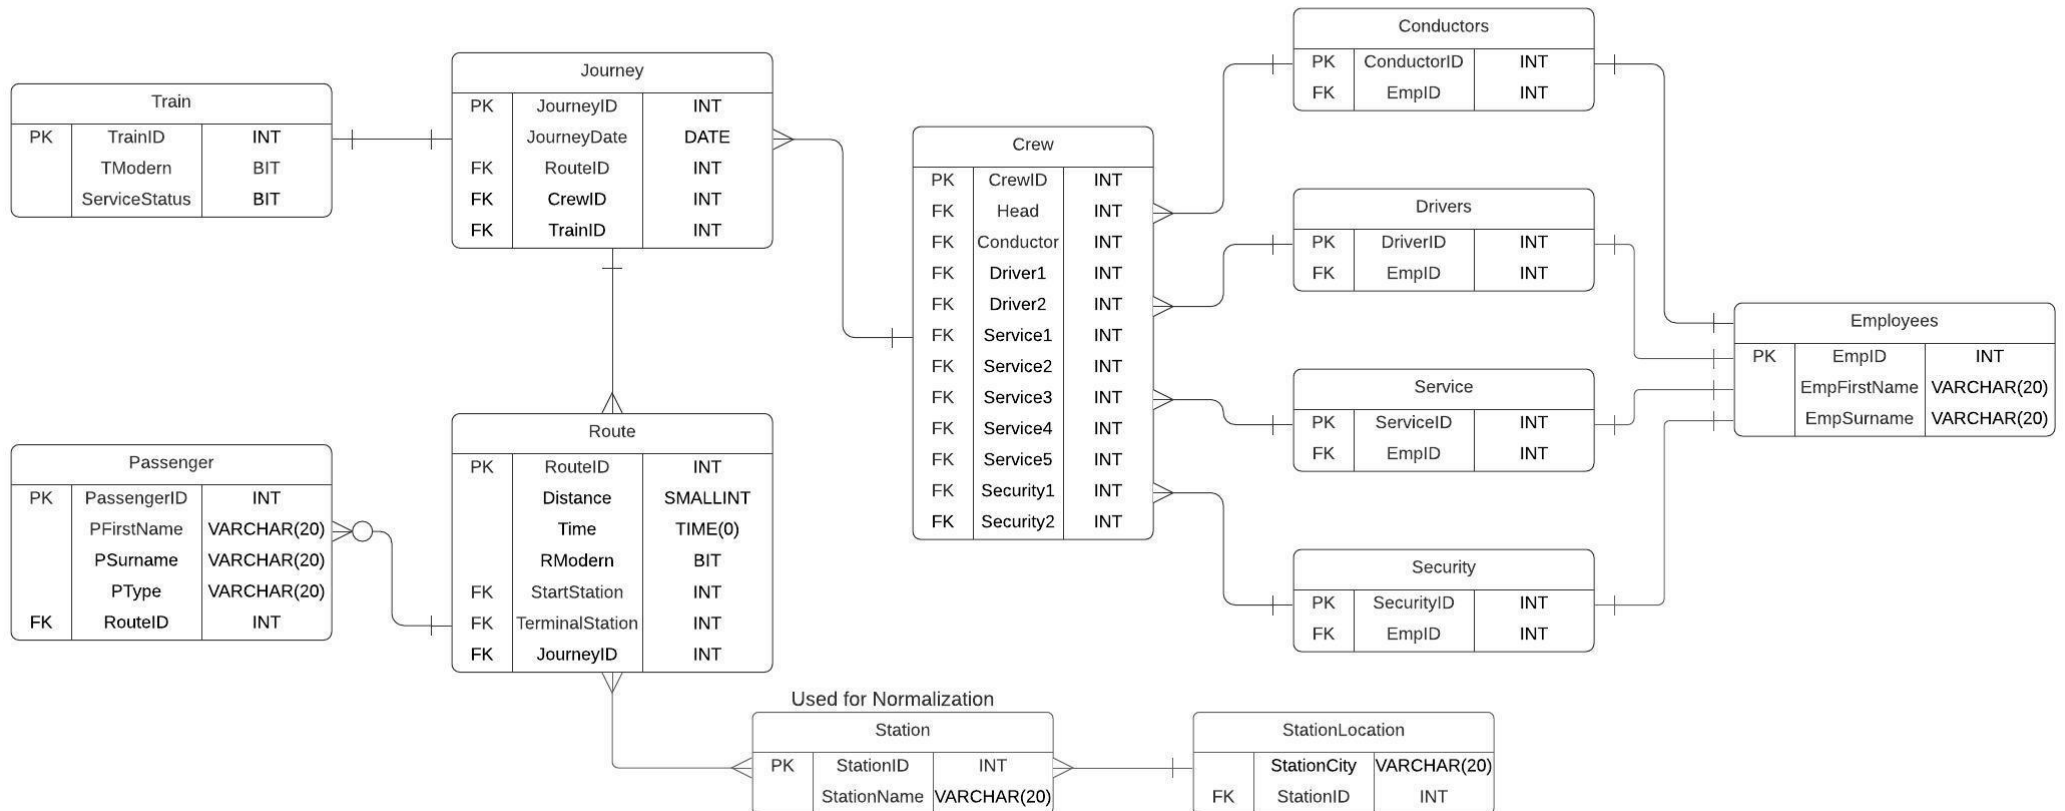 Train
PK TrainID INT
TModern BIT
ServiceStatus BIT
Journey
PK JourneyID INT
JourneyDate DATE
FK RouteID INT
FK CrewID INT
FK TrainID INT
Crew
PK CrewID INT
FK Head INT
FK Conductor INT
FK Driver1 INT
FK Driver2 INT
FK Service1 INT
FK Service2 INT
FK Service3 INT
FK Service4 INT
FK Service5 INT
FK Security1 INT
FK Security2 INT
Conductors
PK ConductorID INT
FK EmpID INT
Drivers
PK DriverID INT
FK EmpID INT
Service
PK ServiceID INT
FK EmpID INT
Security
PK SecurityID INT
FK EmpID INT
Employees
PK EmpID INT
EmpFirstName VARCHAR(20)
EmpSurname VARCHAR(20)
Passenger
PK PassengerID INT
PFirstName VARCHAR(20)
PSurname VARCHAR(20)
PType VARCHAR(20)
FK RouteID INT
Route
PK RouteID INT
Distance SMALLINT
Time TIME(0)
RModern BIT
FK StartStation INT
FK TerminalStation INT
FK JourneyID INT
Used for Normalization
Station
PK StationID INT
StationName VARCHAR(20)
StationLocation
StationCity VARCHAR(20)
FK StationID INT